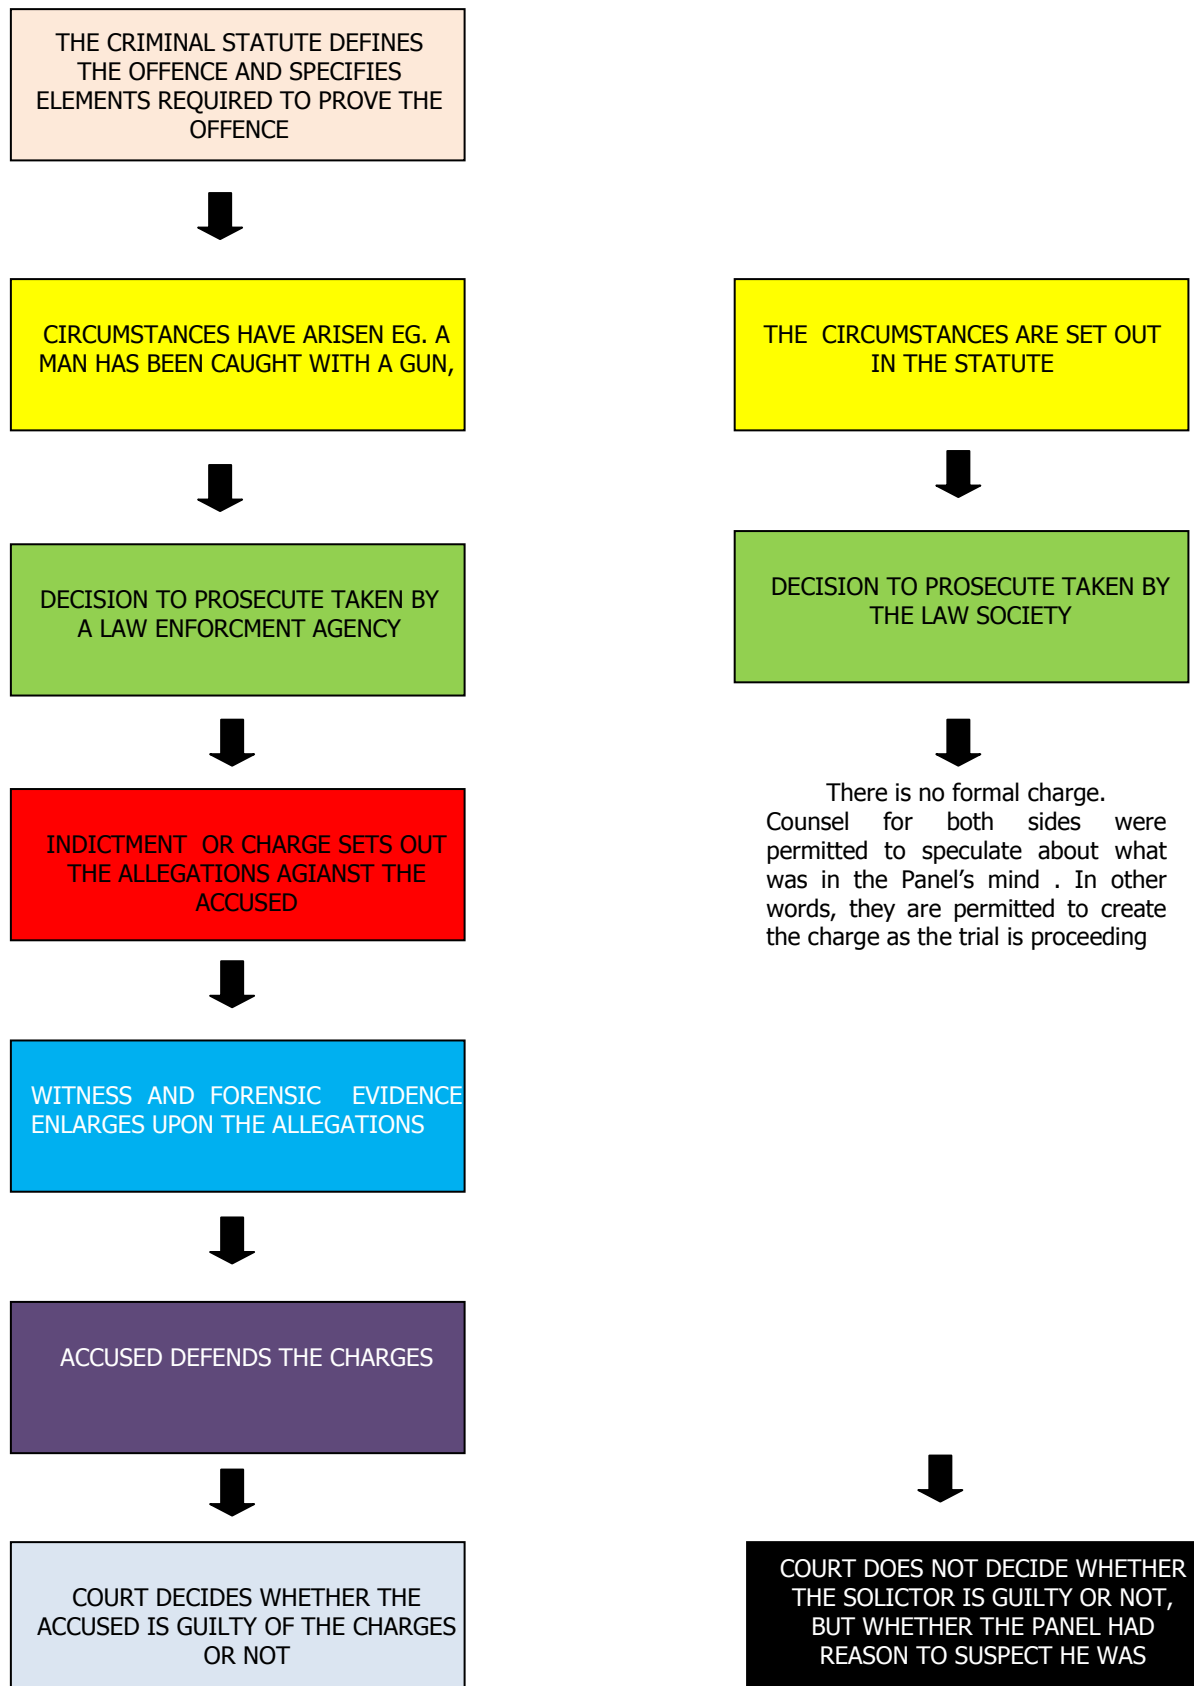 THE CRIMINAL STATUTE DEFINES
THE OFFENCE AND SPECIFIES
ELEMENTS REQUIRED TO PROVE THE
OFFENCE
CIRCUMSTANCES HAVE ARISEN EG. A
MAN HAS BEEN CAUGHT WITH A GUN,
DECISION TO PROSECUTE TAKEN BY
A LAW ENFORCMENT AGENCY
INDICTMENT OR CHARGE SETS OUT
THE ALLEGATIONS AGIANST THE
ACCUSED
WITNESS AND FORENSIC EVIDENCE
ENLARGES UPON THE ALLEGATIONS
ACCUSED DEFENDS THE CHARGES
COURT DECIDES WHETHER THE
ACCUSED IS GUILTY OF THE CHARGES
OR NOT
THE CIRCUMSTANCES ARE SET OUT
IN THE STATUTE
DECISION TO PROSECUTE TAKEN BY
THE LAW SOCIETY
There is no formal charge.
Counsel for both sides were
permitted to speculate about what
was in the Panel's mind . In other
words, they are permitted to create
the charge as the trial is proceeding
COURT DOES NOT DECIDE WHETHER
THE SOLICTOR IS GUILTY OR NOT,
BUT WHETHER THE PANEL HAD
REASON TO SUSPECT HE WAS